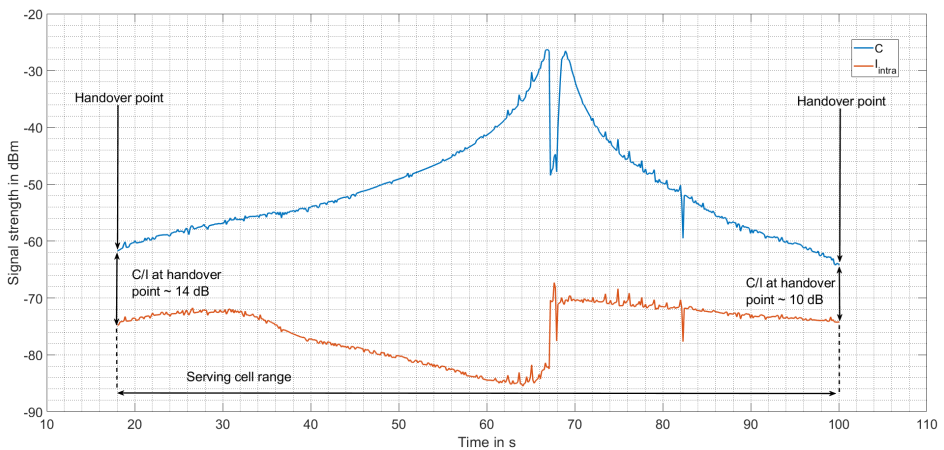 -20
-30
-40
-50
-60
-70
-80
-90
Signal strength in dBm
10
20
30
40
50
60
70
80
90
100
110
Time in s
C
I_intra
Handover point
Handover point
C/I at handover
point ~ 14 dB
C/I at handover
point ~ 10 dB
Serving cell range